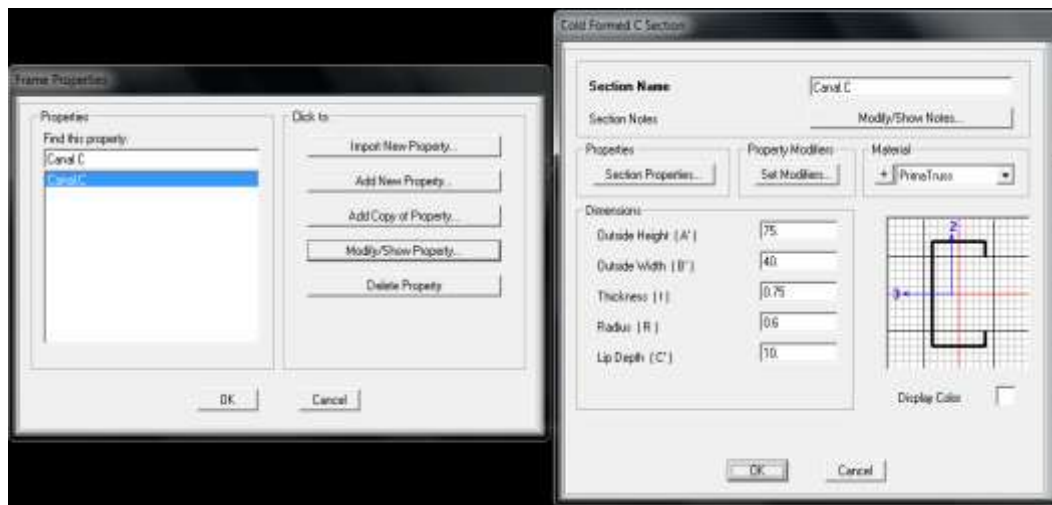 Frame Properties
Properties
Find this property:
Canal C
Canal C
Click to:
Import New Property...
Add New Property...
Add Copy of Property...
Modify/Show Property...
Delete Property
OK
Cancel
Cold Formed C Section
Section Name
Canal C
Section Notes
Modify/Show Notes...
Properties
Section Properties...
Property Modifiers
Set Modifiers...
Material
+ PrimaTruss
Dimensions
Outside Height ( A' )
75.
Outside Width ( B' )
40.
Thickness ( t )
0.75
Radius ( R )
0.6
Lip Depth ( C' )
10.
2
3
Display Color
OK
Cancel